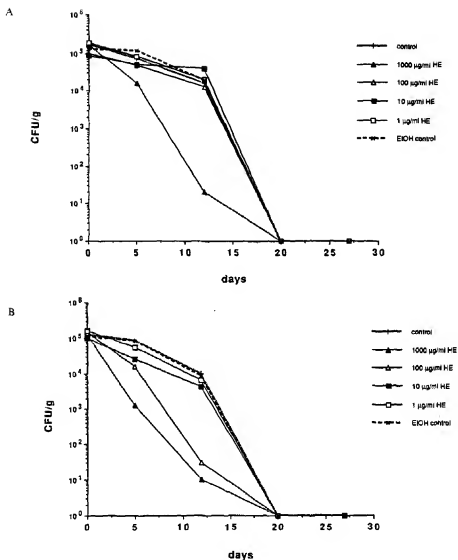 A
10⁶
10⁵
10⁴
10³
10²
10¹
10⁰
CFU/g
0 5 10 15 20 25 30
days
control
1000 µg/ml HE
100 µg/ml HE
10 µg/ml HE
1 µg/ml HE
EtOH control
B
10⁶
10⁵
10⁴
10³
10²
10¹
10⁰
CFU/g
0 5 10 15 20 25 30
days
control
1000 µg/ml HE
100 µg/ml HE
10 µg/ml HE
1 µg/ml HE
EtOH control